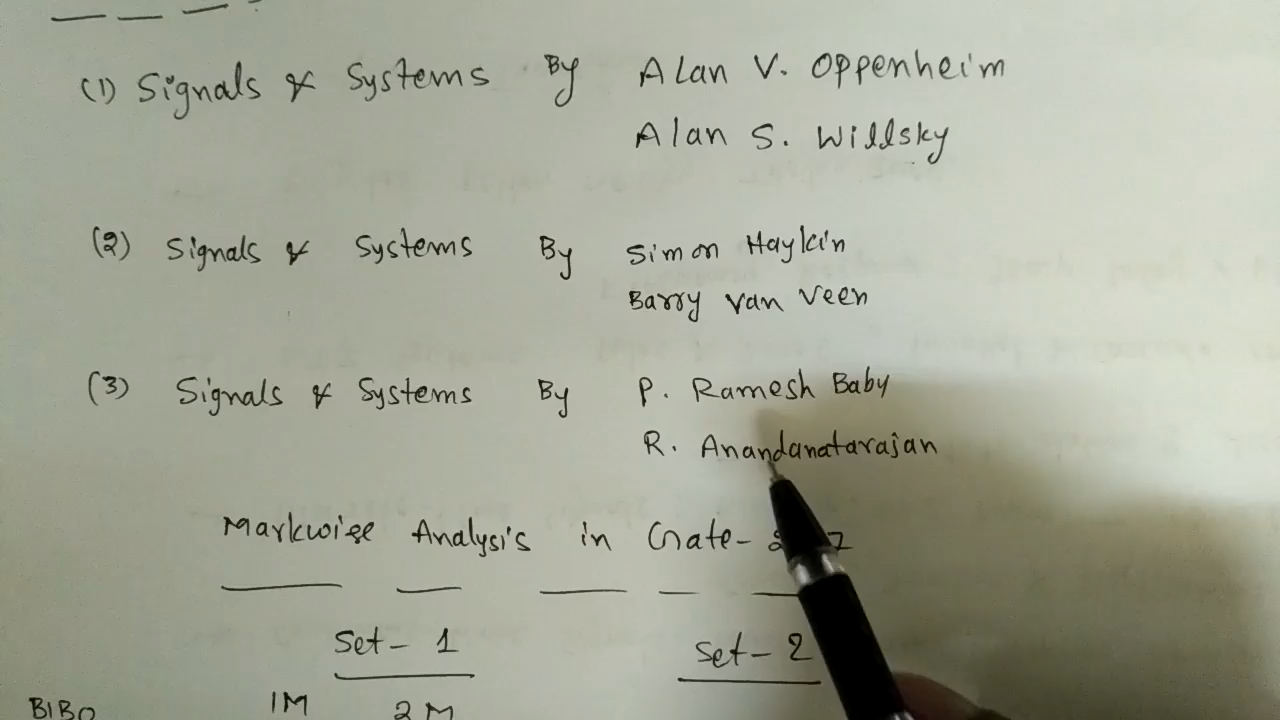 (1) Signals & Systems By Alan V. Oppenheim
Alan S. Willsky
(2) Signals & Systems By Simon Haykin
Barry Van Veen
(3) Signals & Systems By P. Ramesh Baby
R. Anandanatarajan
Markwise Analysis in Gate-
Set- 1 Set- 2
BIBO 1M 2M